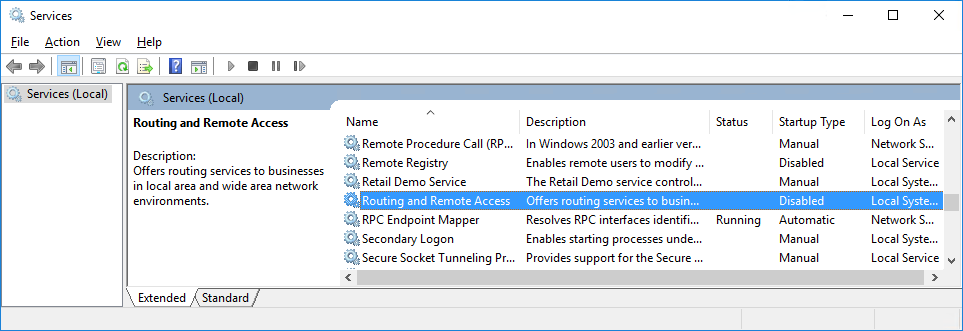 Services
File Action View Help
Services (Local)
Services (Local)
Routing and Remote Access
Description:
Offers routing services to businesses
in local area and wide area network
environments.
Name Description Status Startup Type Log On As
Remote Procedure Call (RP... In Windows 2003 and earlier ver... Manual Network S...
Remote Registry Enables remote users to modify ... Disabled Local Service
Retail Demo Service The Retail Demo service control... Manual Local Syste...
Routing and Remote Access Offers routing services to busin... Disabled Local Syste...
RPC Endpoint Mapper Resolves RPC interfaces identifi... Running Automatic Network S...
Secondary Logon Enables starting processes unde... Manual Local Syste...
Secure Socket Tunneling Pr... Provides support for the Secure ... Manual Local Service
Extended Standard